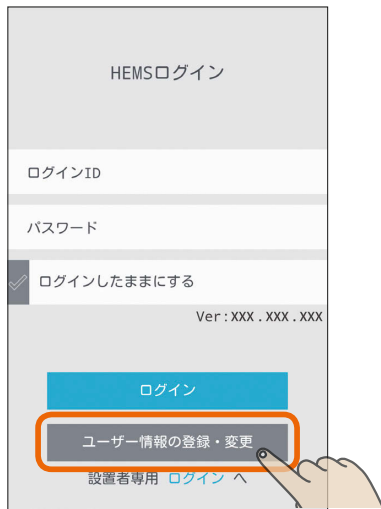 HEMSログイン
ログインID
パスワード
ログインしたままにする
Ver:XXX.XXX.XXX
ログイン
ユーザー情報の登録・変更
設置者専用 ログイン へ